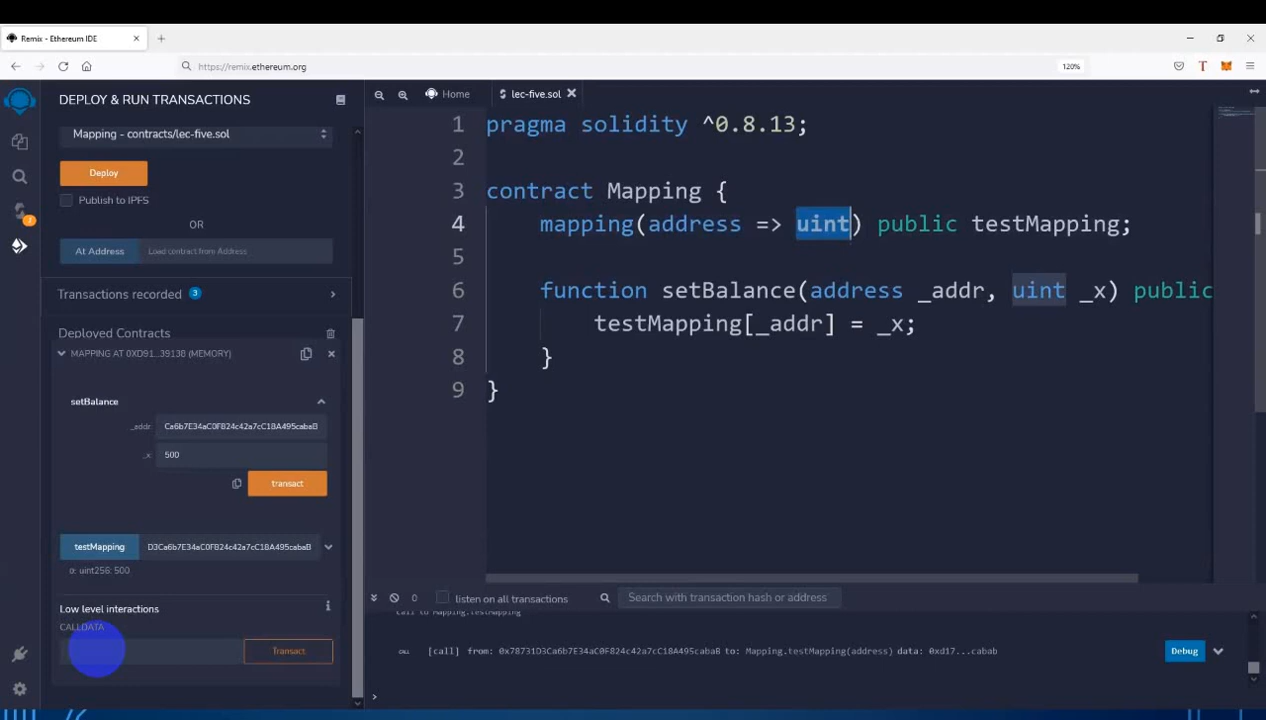 Remix - Ethereum IDE
https://remix.ethereum.org
120%
DEPLOY & RUN TRANSACTIONS
Mapping - contracts/lec-five.sol
Deploy
Publish to IPFS
OR
At Address Load contract from Address
Transactions recorded 3
Deployed Contracts
MAPPING AT 0XD91...39138 (MEMORY)
setBalance
_addr: Ca6b7E34aC0F824c42a7cC18A495cabaB
_x: 500
transact
testMapping D3Ca6b7E34aC0F824c42a7cC18A495cabaB
0: uint256: 500
Low level interactions
CALLDATA
Transact
Home
lec-five.sol
1 pragma solidity ^0.8.13;
2
3 contract Mapping {
4 mapping(address => uint) public testMapping;
5
6 function setBalance(address _addr, uint _x) public
7 testMapping[_addr] = _x;
8 }
9 }
0 listen on all transactions Search with transaction hash or address
call to Mapping.testMapping
CALL [call] from: 0x78731D3Ca6b7E34aC0F824c42a7cC18A495cabaB to: Mapping.testMapping(address) data: 0xd17...cabab
Debug
>